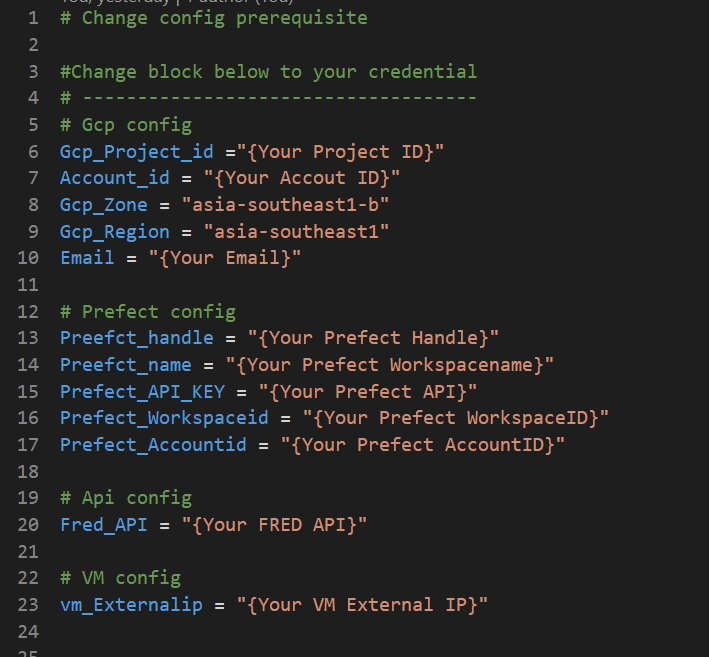 You, yesterday | 1 author (You)
1 # Change config prerequisite
2
3 #Change block below to your credential
4 # ------------------------------------
5 # Gcp config
6 Gcp_Project_id ="{Your Project ID}"
7 Account_id = "{Your Accout ID}"
8 Gcp_Zone = "asia-southeast1-b"
9 Gcp_Region = "asia-southeast1"
10 Email = "{Your Email}"
11
12 # Prefect config
13 Preefct_handle = "{Your Prefect Handle}"
14 Preefct_name = "{Your Prefect Workspacename}"
15 Prefect_API_KEY = "{Your Prefect API}"
16 Prefect_Workspaceid = "{Your Prefect WorkspaceID}"
17 Prefect_Accountid = "{Your Prefect AccountID}"
18
19 # Api config
20 Fred_API = "{Your FRED API}"
21
22 # VM config
23 vm_Externalip = "{Your VM External IP}"
24
25